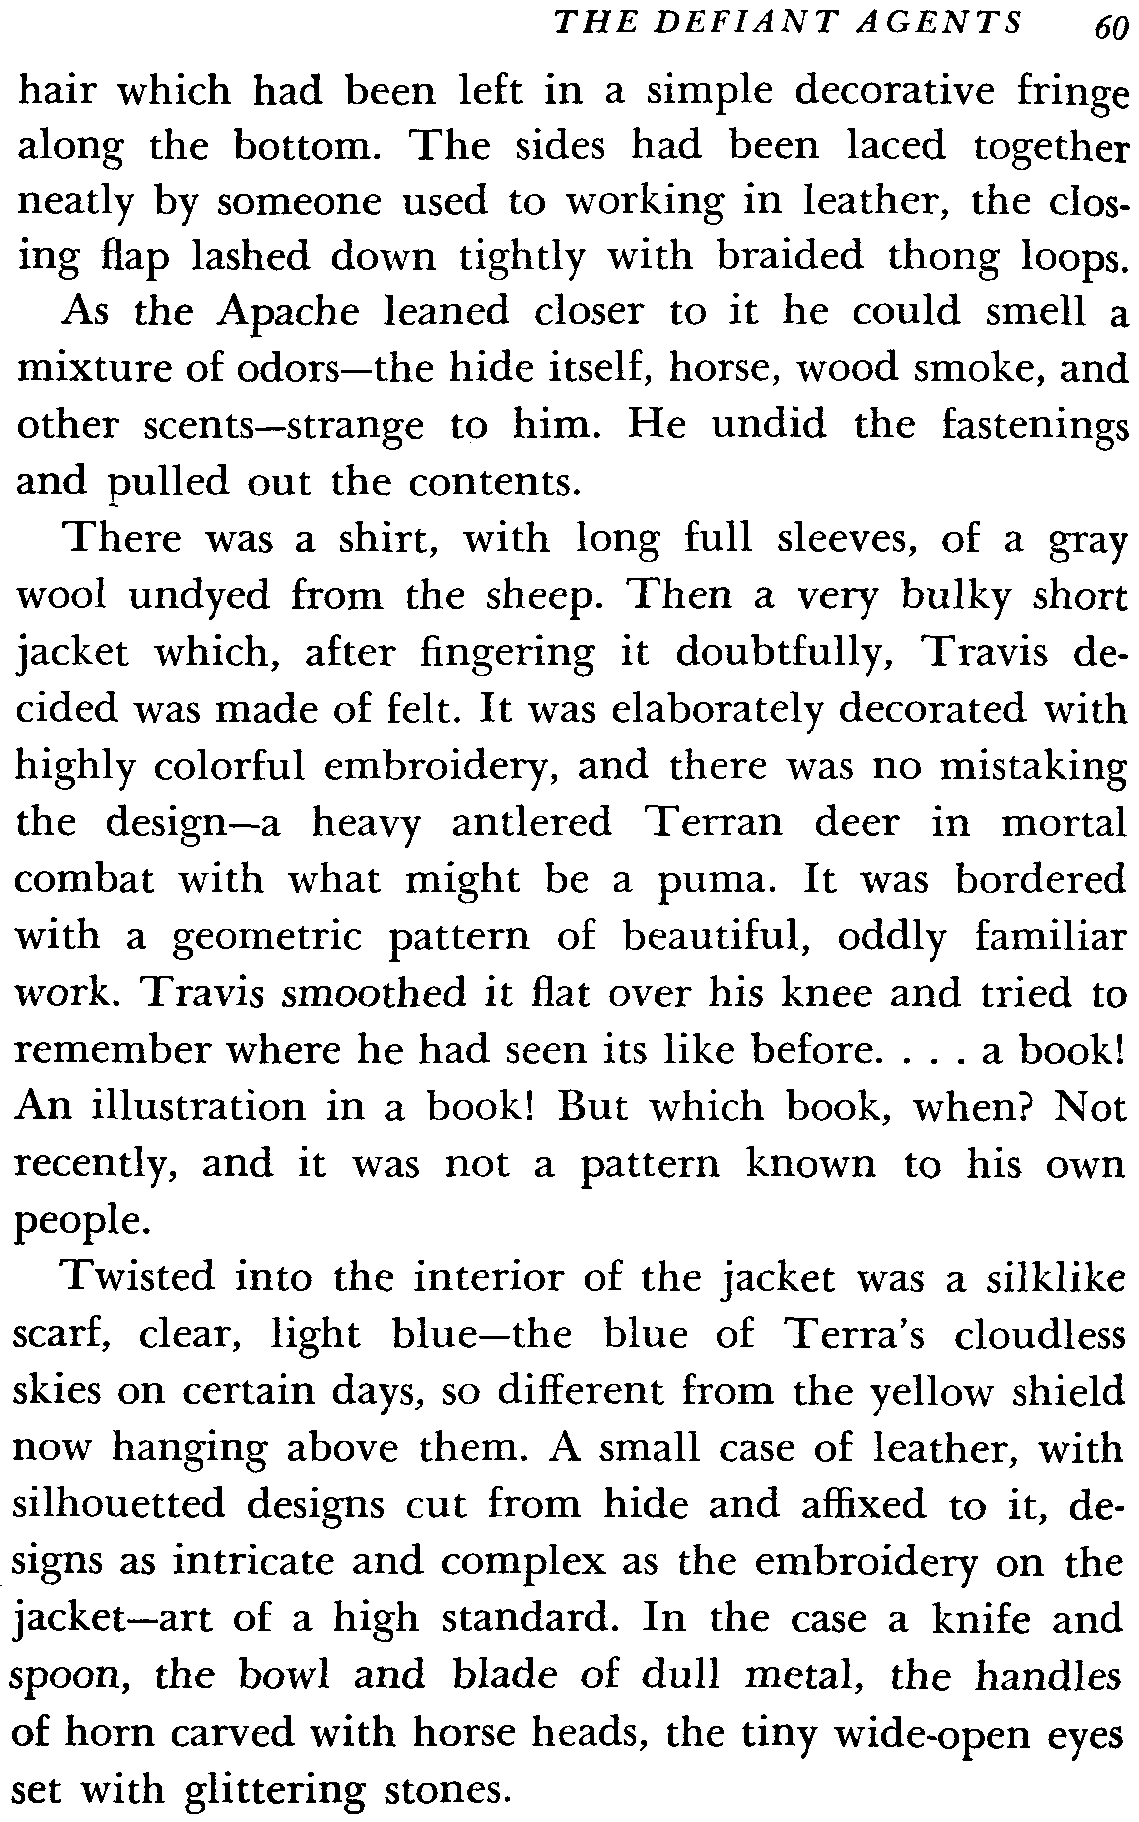 THE DEFIANT AGENTS 60
hair which had been left in a simple decorative fringe
along the bottom. The sides had been laced together
neatly by someone used to working in leather, the clos-
ing flap lashed down tightly with braided thong loops.
As the Apache leaned closer to it he could smell a
mixture of odors—the hide itself, horse, wood smoke, and
other scents—strange to him. He undid the fastenings
and pulled out the contents.
There was a shirt, with long full sleeves, of a gray
wool undyed from the sheep. Then a very bulky short
jacket which, after fingering it doubtfully, Travis de-
cided was made of felt. It was elaborately decorated with
highly colorful embroidery, and there was no mistaking
the design—a heavy antlered Terran deer in mortal
combat with what might be a puma. It was bordered
with a geometric pattern of beautiful, oddly familiar
work. Travis smoothed it flat over his knee and tried to
remember where he had seen its like before. . . . a book!
An illustration in a book! But which book, when? Not
recently, and it was not a pattern known to his own
people.
Twisted into the interior of the jacket was a silklike
scarf, clear, light blue—the blue of Terra's cloudless
skies on certain days, so different from the yellow shield
now hanging above them. A small case of leather, with
silhouetted designs cut from hide and affixed to it, de-
signs as intricate and complex as the embroidery on the
jacket—art of a high standard. In the case a knife and
spoon, the bowl and blade of dull metal, the handles
of horn carved with horse heads, the tiny wide-open eyes
set with glittering stones.